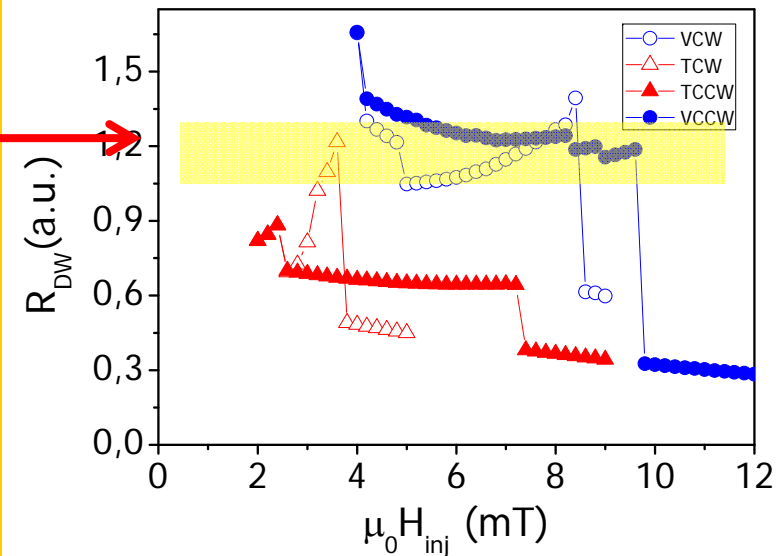 R_DW (a.u.)
1,5
1,2
0,9
0,6
0,3
0,0
0 2 4 6 8 10 12
μ₀H_inj (mT)
VCW
TCW
TCCW
VCCW